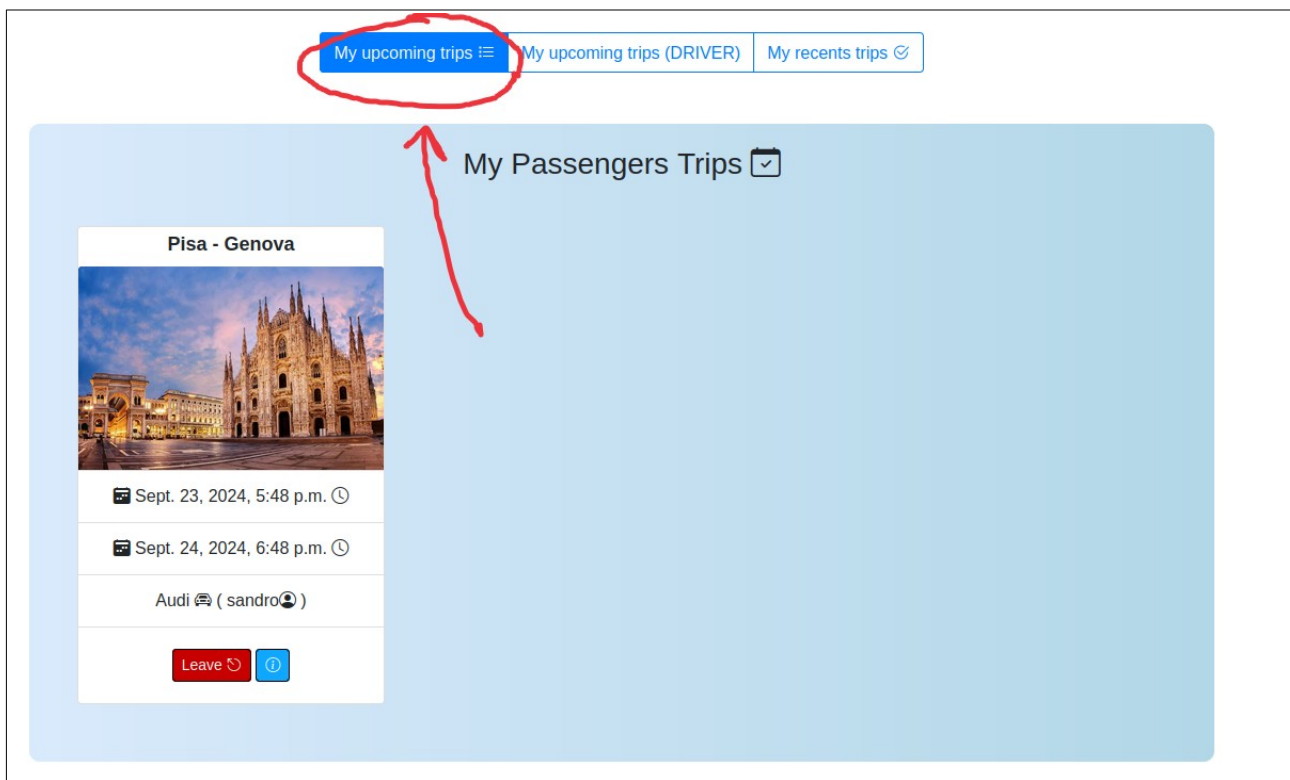 My upcoming trips
My upcoming trips (DRIVER)
My recents trips
My Passengers Trips
Pisa - Genova
Sept. 23, 2024, 5:48 p.m.
Sept. 24, 2024, 6:48 p.m.
Audi ( sandro )
Leave